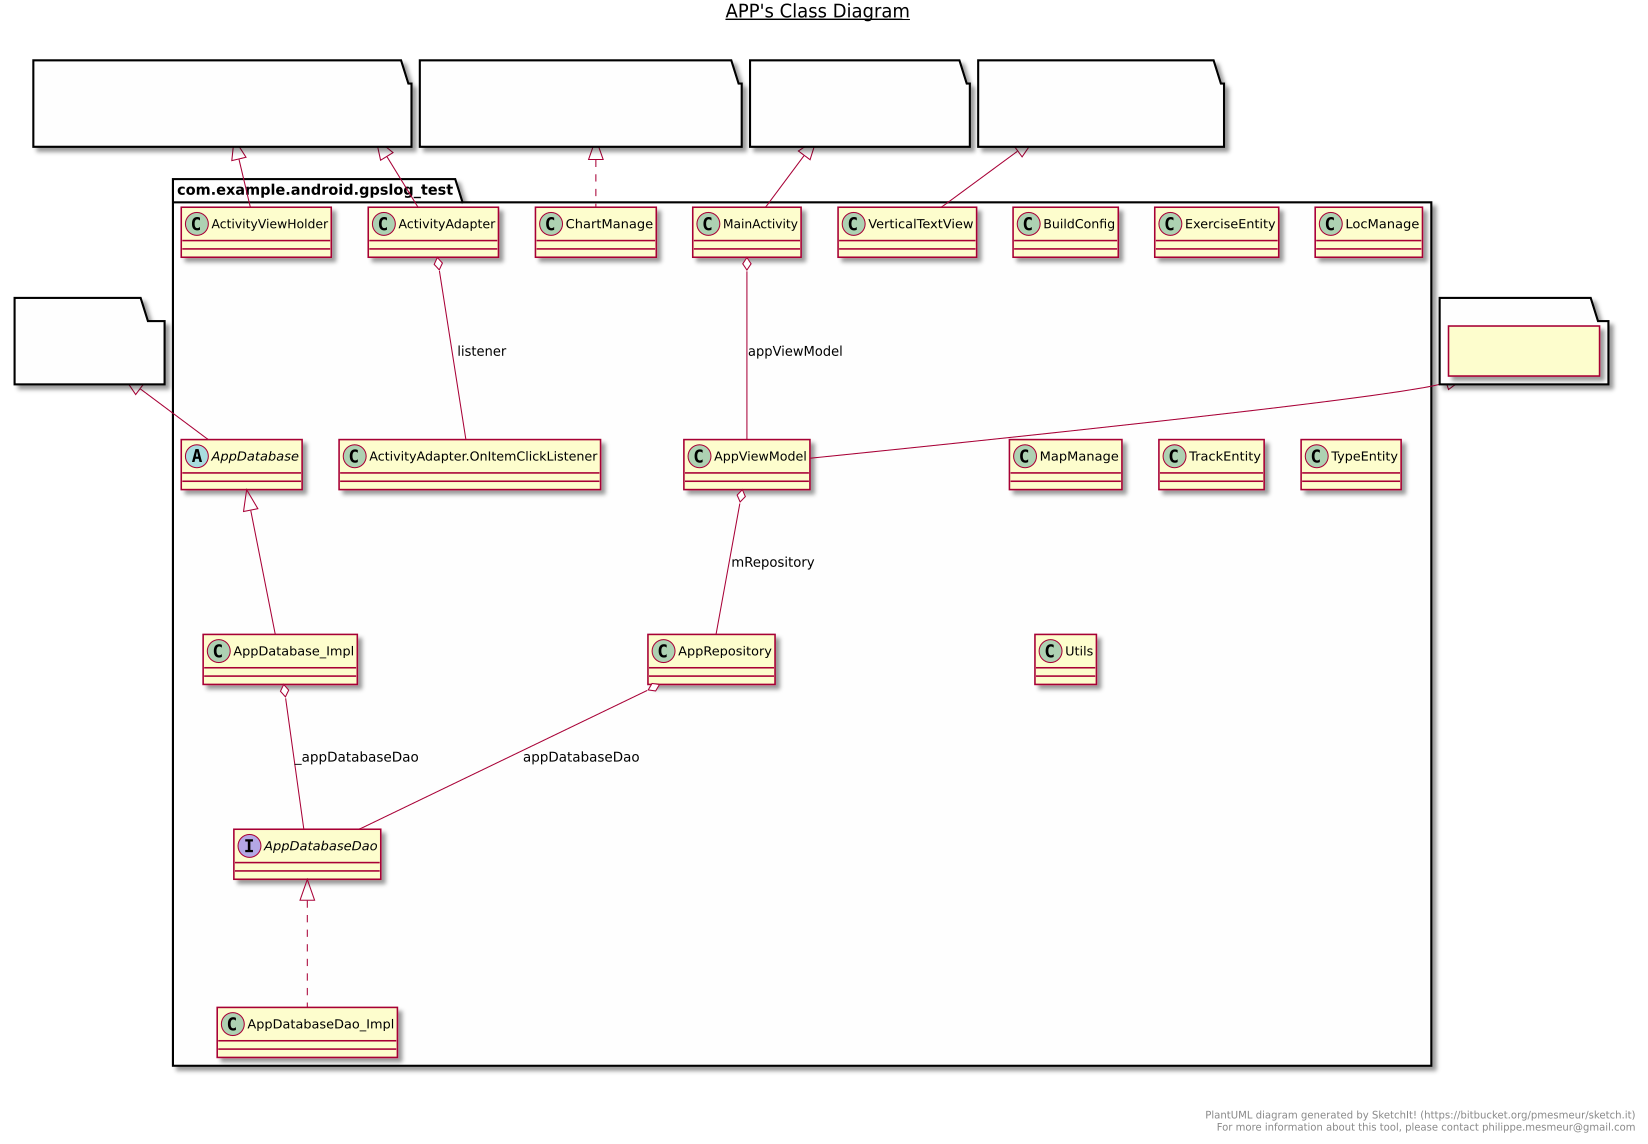 APP's Class Diagram
com.example.android.gpslog_test
C ActivityViewHolder
C ActivityAdapter
C ChartManage
C MainActivity
C VerticalTextView
C BuildConfig
C ExerciseEntity
C LocManage
listener
appViewModel
A AppDatabase
C ActivityAdapter.OnItemClickListener
C AppViewModel
C MapManage
C TrackEntity
C TypeEntity
mRepository
C AppDatabase_Impl
C AppRepository
C Utils
_appDatabaseDao
appDatabaseDao
I AppDatabaseDao
C AppDatabaseDao_Impl
PlantUML diagram generated by SketchIt! (https://bitbucket.org/pmesmeur/sketch.it)
For more information about this tool, please contact philippe.mesmeur@gmail.com